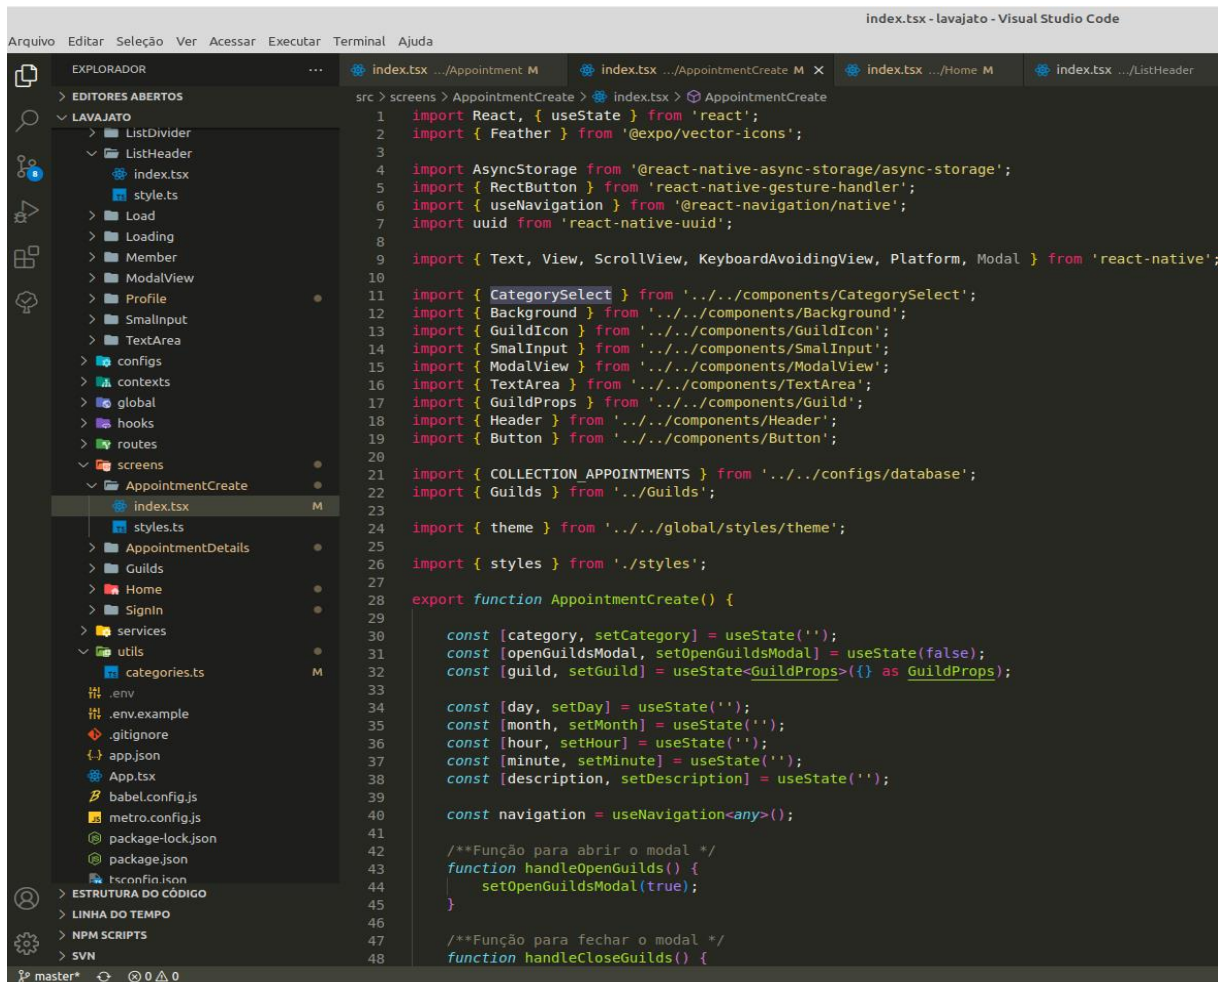 index.tsx - lavajato - Visual Studio Code
Arquivo Editar Seleção Ver Acessar Executar Terminal Ajuda
EXPLORADOR ...
EDITORES ABERTOS
LAVAJATO
ListDivider
ListHeader
index.tsx
style.ts
Load
Loading
Member
ModalView
Profile
SmalInput
TextArea
configs
contexts
global
hooks
routes
screens
AppointmentCreate
index.tsx M
styles.ts
AppointmentDetails
Guilds
Home
SignIn
services
utils
categories.ts M
.env
.env.example
.gitignore
app.json
App.tsx
babel.config.js
metro.config.js
package-lock.json
package.json
tsconfig.json
ESTRUTURA DO CÓDIGO
LINHA DO TEMPO
NPM SCRIPTS
SVN
8
master* 0 0
index.tsx .../Appointment M index.tsx .../AppointmentCreate M index.tsx .../Home M index.tsx .../ListHeader
src > screens > AppointmentCreate > index.tsx > AppointmentCreate
1 import React, { useState } from 'react';
2 import { Feather } from '@expo/vector-icons';
3
4 import AsyncStorage from '@react-native-async-storage/async-storage';
5 import { RectButton } from 'react-native-gesture-handler';
6 import { useNavigation } from '@react-navigation/native';
7 import uuid from 'react-native-uuid';
8
9 import { Text, View, ScrollView, KeyboardAvoidingView, Platform, Modal } from 'react-native';
10
11 import { CategorySelect } from '../../components/CategorySelect';
12 import { Background } from '../../components/Background';
13 import { GuildIcon } from '../../components/GuildIcon';
14 import { SmalInput } from '../../components/SmalInput';
15 import { ModalView } from '../../components/ModalView';
16 import { TextArea } from '../../components/TextArea';
17 import { GuildProps } from '../../components/Guild';
18 import { Header } from '../../components/Header';
19 import { Button } from '../../components/Button';
20
21 import { COLLECTION_APPOINTMENTS } from '../../configs/database';
22 import { Guilds } from '../Guilds';
23
24 import { theme } from '../../global/styles/theme';
25
26 import { styles } from './styles';
27
28 export function AppointmentCreate() {
29
30 const [category, setCategory] = useState('');
31 const [openGuildsModal, setOpenGuildsModal] = useState(false);
32 const [guild, setGuild] = useState<GuildProps>({} as GuildProps);
33
34 const [day, setDay] = useState('');
35 const [month, setMonth] = useState('');
36 const [hour, setHour] = useState('');
37 const [minute, setMinute] = useState('');
38 const [description, setDescription] = useState('');
39
40 const navigation = useNavigation<any>();
41
42 /**Função para abrir o modal */
43 function handleOpenGuilds() {
44 setOpenGuildsModal(true);
45 }
46
47 /**Função para fechar o modal */
48 function handleCloseGuilds() {